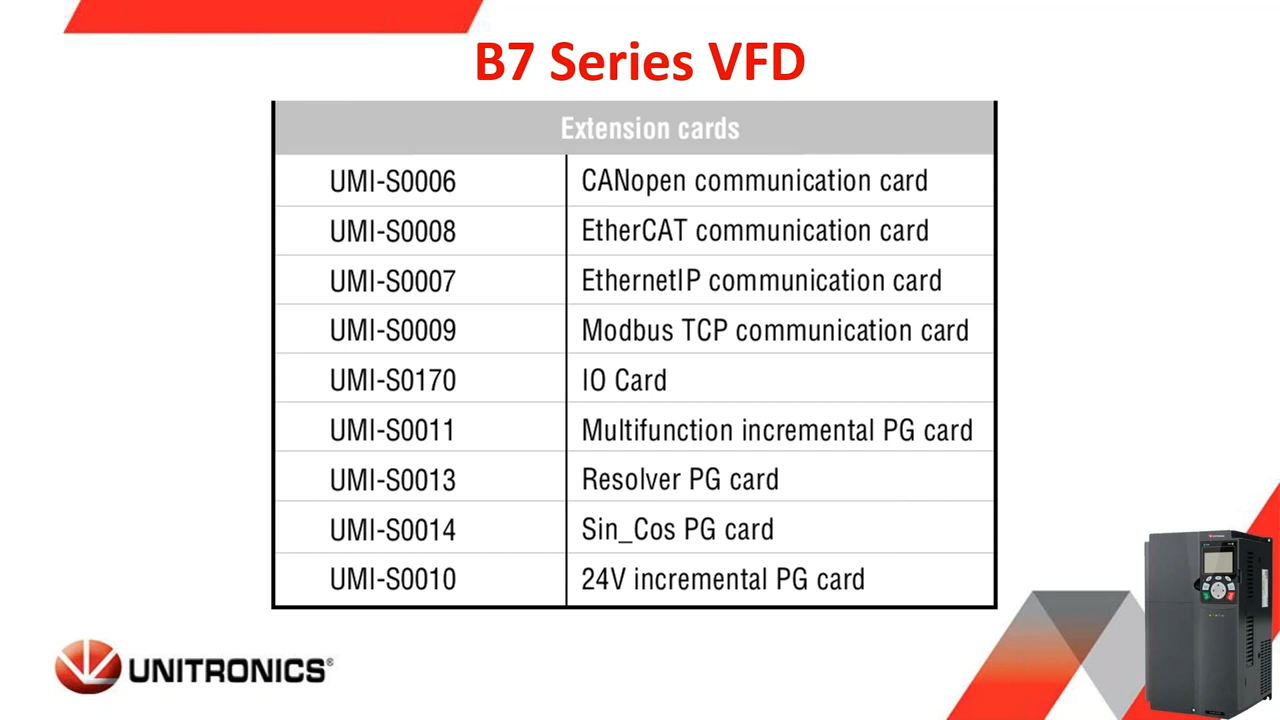 B7 Series VFD
Extension cards
UMI-S0006 CANopen communication card
UMI-S0008 EtherCAT communication card
UMI-S0007 EthernetIP communication card
UMI-S0009 Modbus TCP communication card
UMI-S0170 IO Card
UMI-S0011 Multifunction incremental PG card
UMI-S0013 Resolver PG card
UMI-S0014 Sin_Cos PG card
UMI-S0010 24V incremental PG card
UNITRONICS®
UNITRONICS